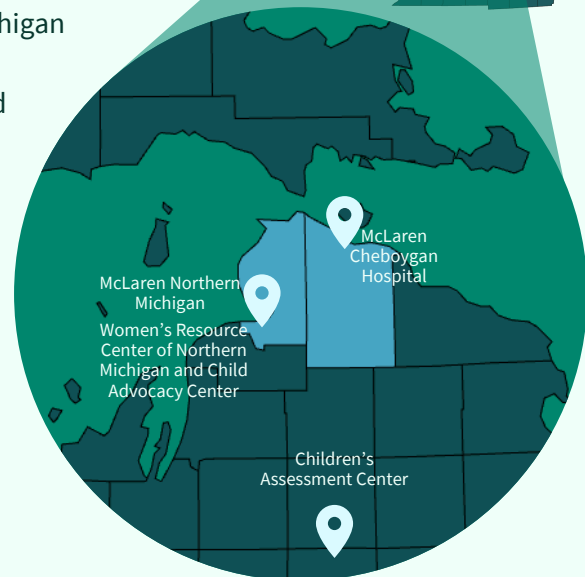 higan
d
McLaren
Cheboygan
Hospital
McLaren Northern
Michigan
Women’s Resource
Center of Northern
Michigan and Child
Advocacy Center
Children’s
Assessment Center